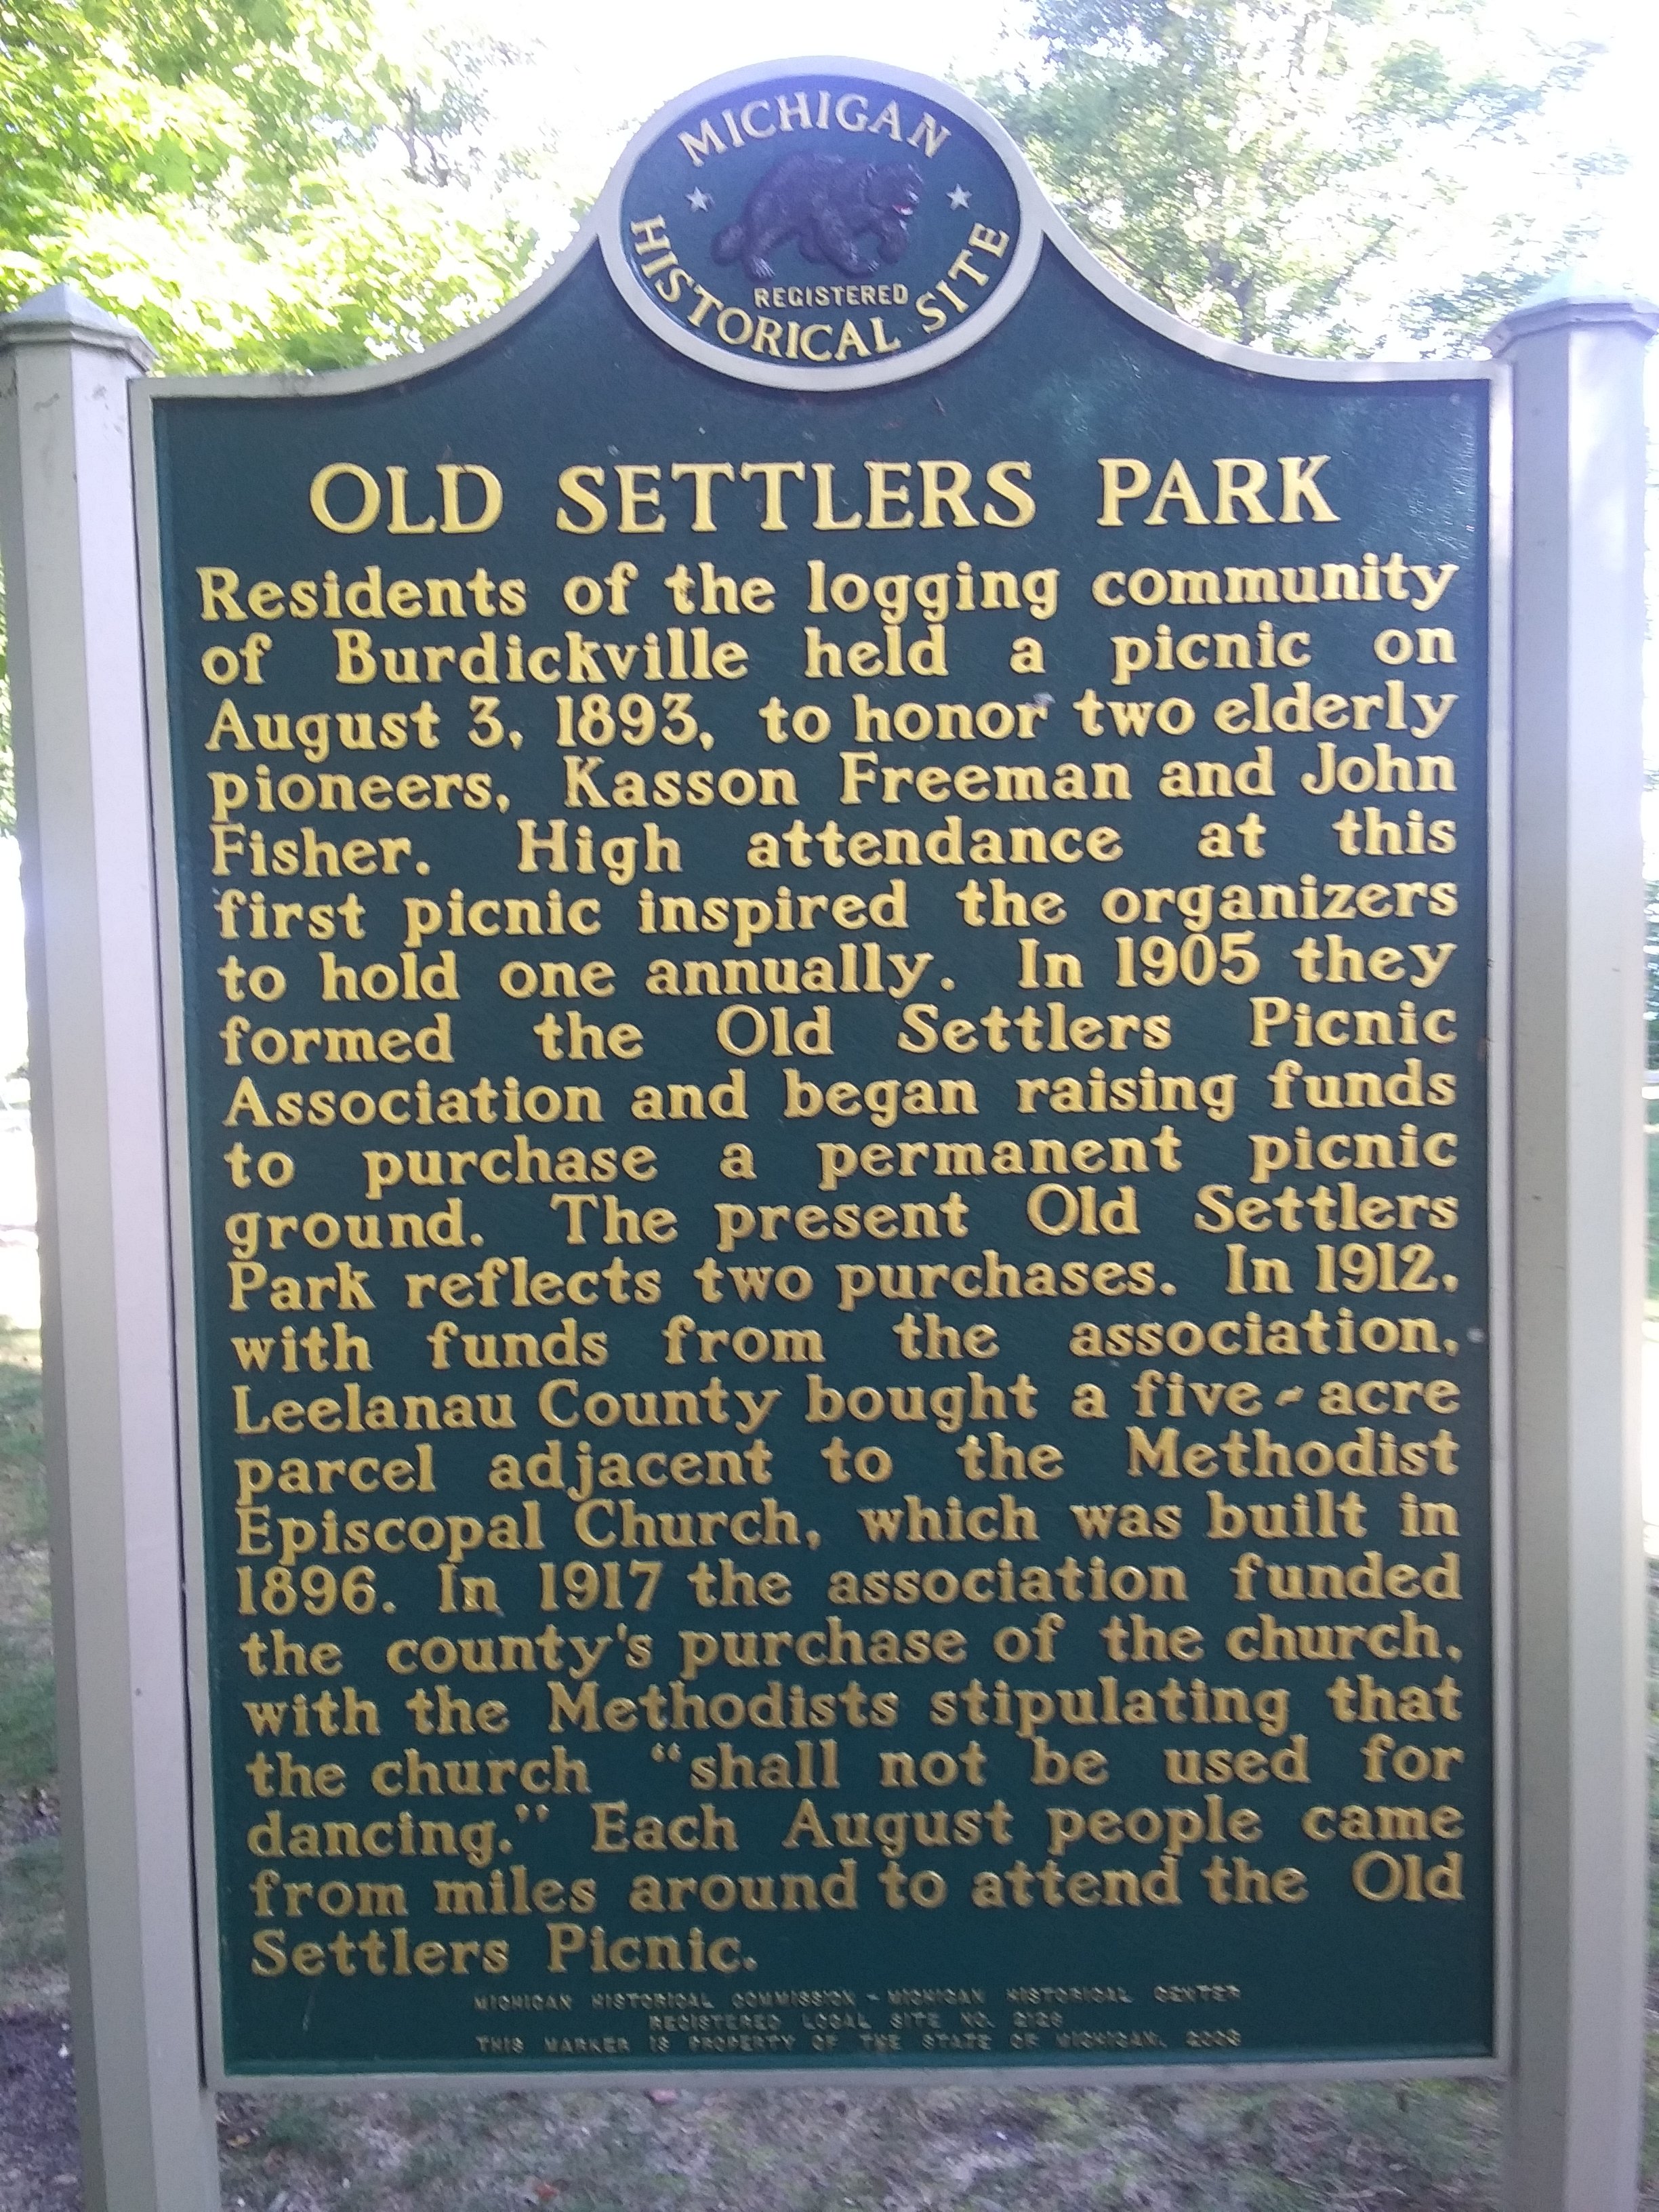 MICHIGAN
REGISTERED
HISTORICAL SITE
OLD SETTLERS PARK
Residents of the logging community
of Burdickville held a picnic on
August 3, 1893, to honor two elderly
pioneers, Kasson Freeman and John
Fisher. High attendance at this
first picnic inspired the organizers
to hold one annually. In 1905 they
formed the Old Settlers Picnic
Association and began raising funds
to purchase a permanent picnic
ground. The present Old Settlers
Park reflects two purchases. In 1912,
with funds from the association,
Leelanau County bought a five-acre
parcel adjacent to the Methodist
Episcopal Church, which was built in
1896. In 1917 the association funded
the county's purchase of the church,
with the Methodists stipulating that
the church “shall not be used for
dancing.” Each August people came
from miles around to attend the Old
Settlers Picnic.
MICHIGAN HISTORICAL COMMISSION - MICHIGAN HISTORICAL CENTER
REGISTERED LOCAL SITE NO.
THIS MARKER IS PROPERTY OF THE STATE OF MICHIGAN,